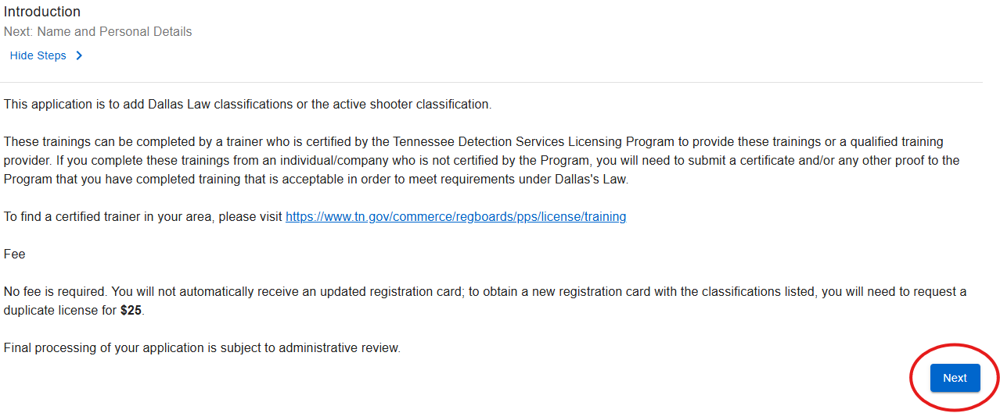 Introduction
Next: Name and Personal Details
Hide Steps
This application is to add Dallas Law classifications or the active shooter classification.
These trainings can be completed by a trainer who is certified by the Tennessee Detection Services Licensing Program to provide these trainings or a qualified training
provider. If you complete these trainings from an individual/company who is not certified by the Program, you will need to submit a certificate and/or any other proof to the
Program that you have completed training that is acceptable in order to meet requirements under Dallas's Law.
To find a certified trainer in your area, please visit https://www.tn.gov/commerce/regboards/pps/license/training
Fee
No fee is required. You will not automatically receive an updated registration card; to obtain a new registration card with the classifications listed, you will need to request a
duplicate license for $25.
Final processing of your application is subject to administrative review.
Next